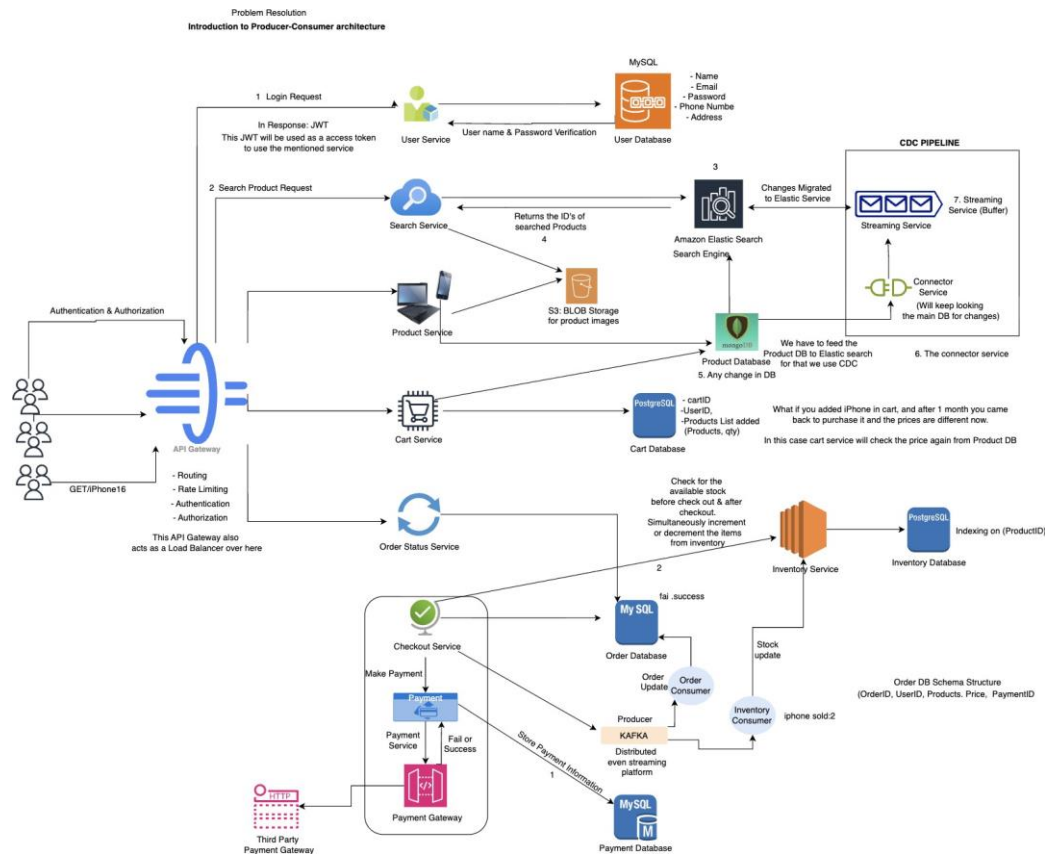 Problem Resolution
Introduction to Producer-Consumer architecture
MySQL
- Name
- Email
- Password
- Phone Numbe
- Address
1 Login Request
In Response: JWT
This JWT will be used as a access token
to use the mentioned service
User Service
User name & Password Verification
User Database
CDC PIPELINE
2 Search Product Request
3
Changes Migrated
to Elastic Service
7. Streaming
Service (Buffer)
Search Service
Returns the ID's of
searched Products
4
Amazon Elastic Search
Search Engine
Streaming Service
Connector
Service
(Will keep looking
the main DB for changes)
S3: BLOB Storage
for product images
Product Service
Authentication & Authorization
mongoDB
Product Database
5. Any change in DB
We have to feed the
Product DB to Elastic search
for that we use CDC
6. The connector service
PostgreSQL
- cartID
-UserID,
-Products List added
(Products, qty)
Cart Database
What if you added iPhone in cart, and after 1 month you came
back to purchase it and the prices are different now.
In this case cart service will check the price again from Product DB
Cart Service
API Gateway
GET/iPhone16
- Routing
- Rate Limiting
- Authentication
- Authorization
This API Gateway also
acts as a Load Balancer over here
Order Status Service
Check for the
available stock
before check out & after
checkout.
Simultaneously increment
or decrement the items
from inventory
2
Inventory Service
PostgreSQL
Indexing on (ProductID)
Inventory Database
fai .success
Checkout Service
My SQL
Order Database
Stock
update
Make Payment
Order
Update
Order
Consumer
Order DB Schema Structure
(OrderID, UserID, Products. Price, PaymentID
Payment
Payment
Service
Fail or
Success
Inventory
Consumer
iphone sold:2
Producer
KAFKA
Distributed
even streaming
platform
Store Payment Information
1
HTTP
Payment Gateway
MySQL
M
Payment Database
Third Party
Payment Gateway